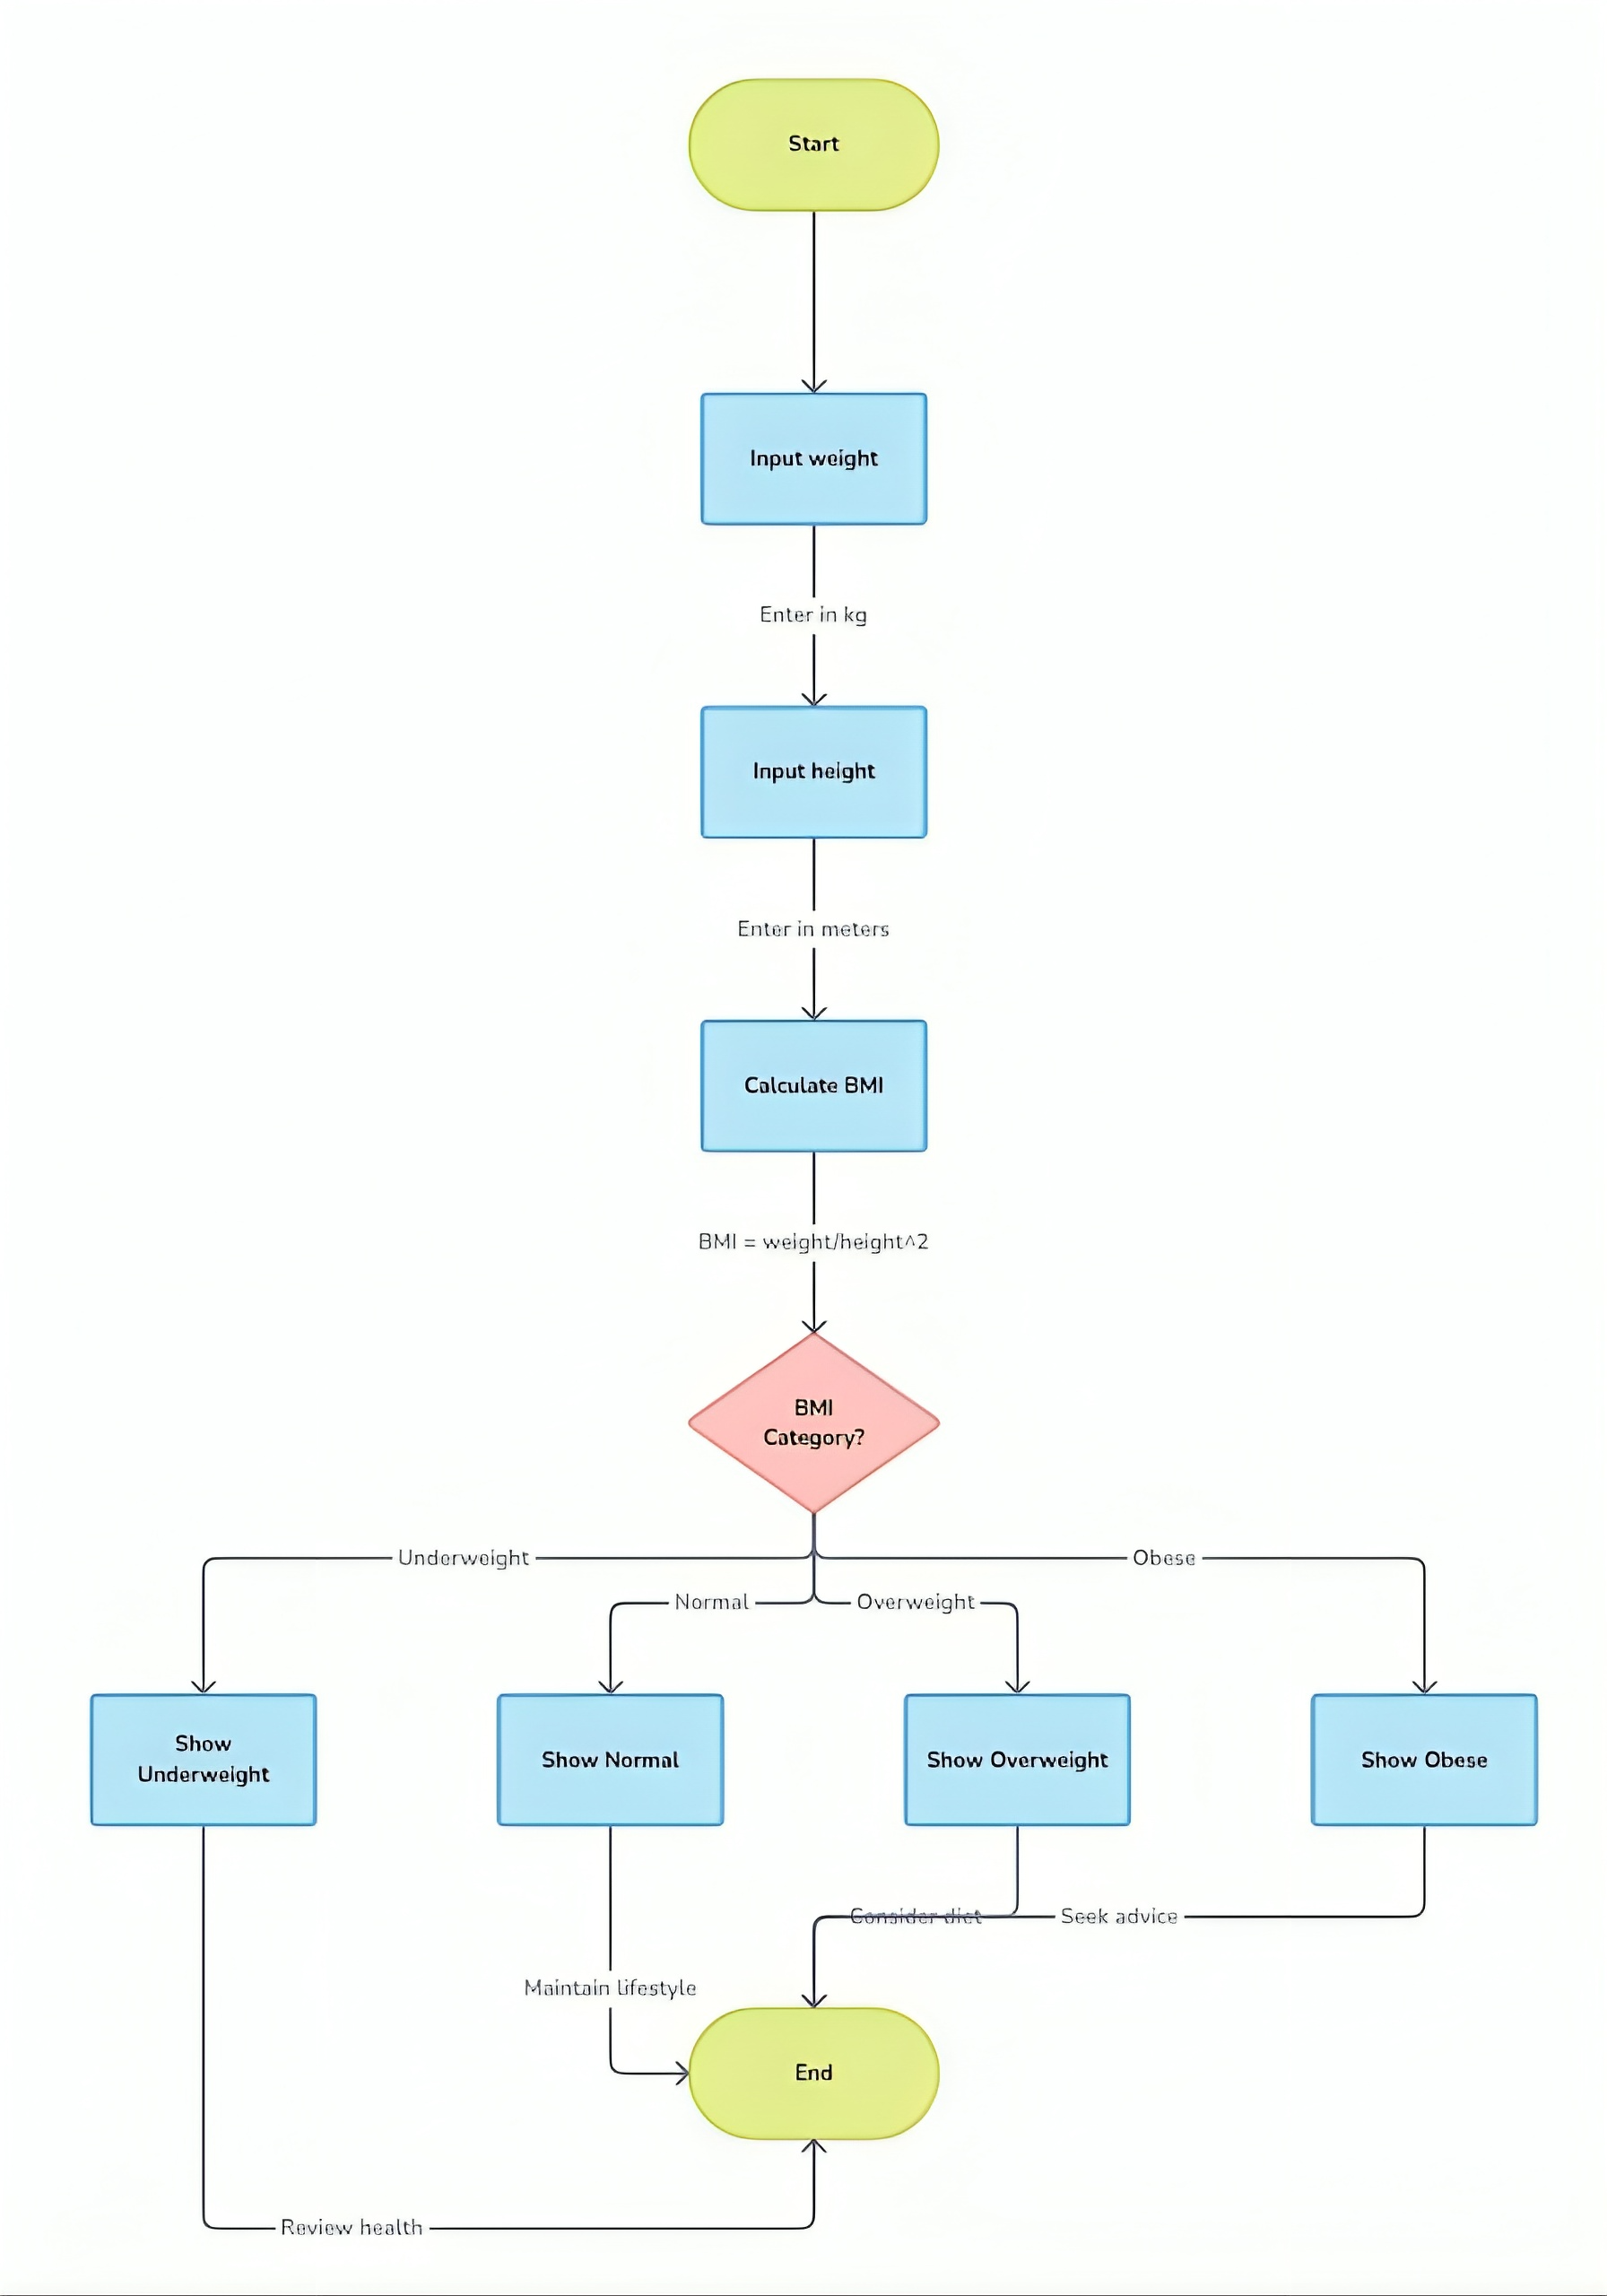 Start
Input weight
Enter in kg
Input height
Enter in meters
Calculate BMI
BMI = weight/height^2
BMI
Category?
Underweight
Obese
Normal
Overweight
Show
Underweight
Show Normal
Show Overweight
Show Obese
Consider diet
Seek advice
Maintain lifestyle
End
Review health